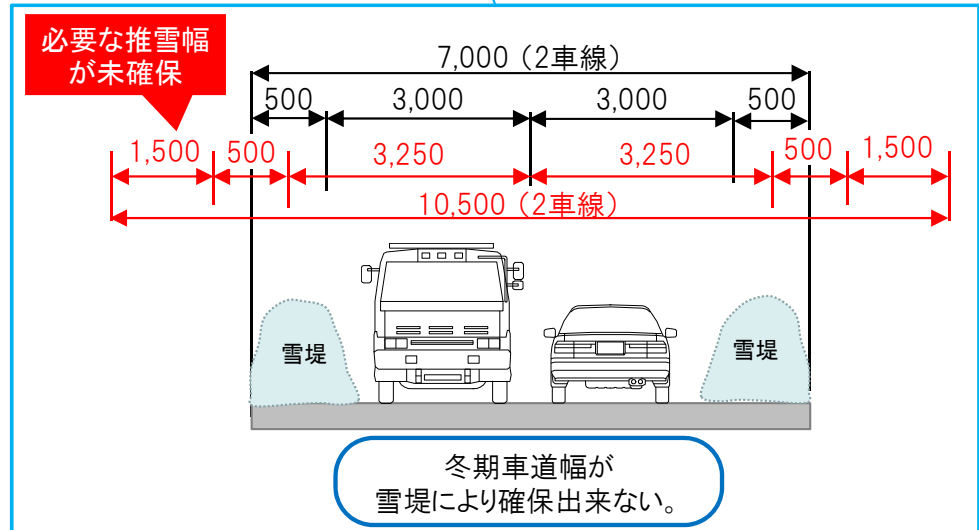 必要な推雪幅
が未確保
7,000（2車線）
500
3,000
3,000
500
1,500
500
3,250
3,250
500
1,500
10,500（2車線）
雪堤
雪堤
冬期車道幅が
雪堤により確保出来ない。